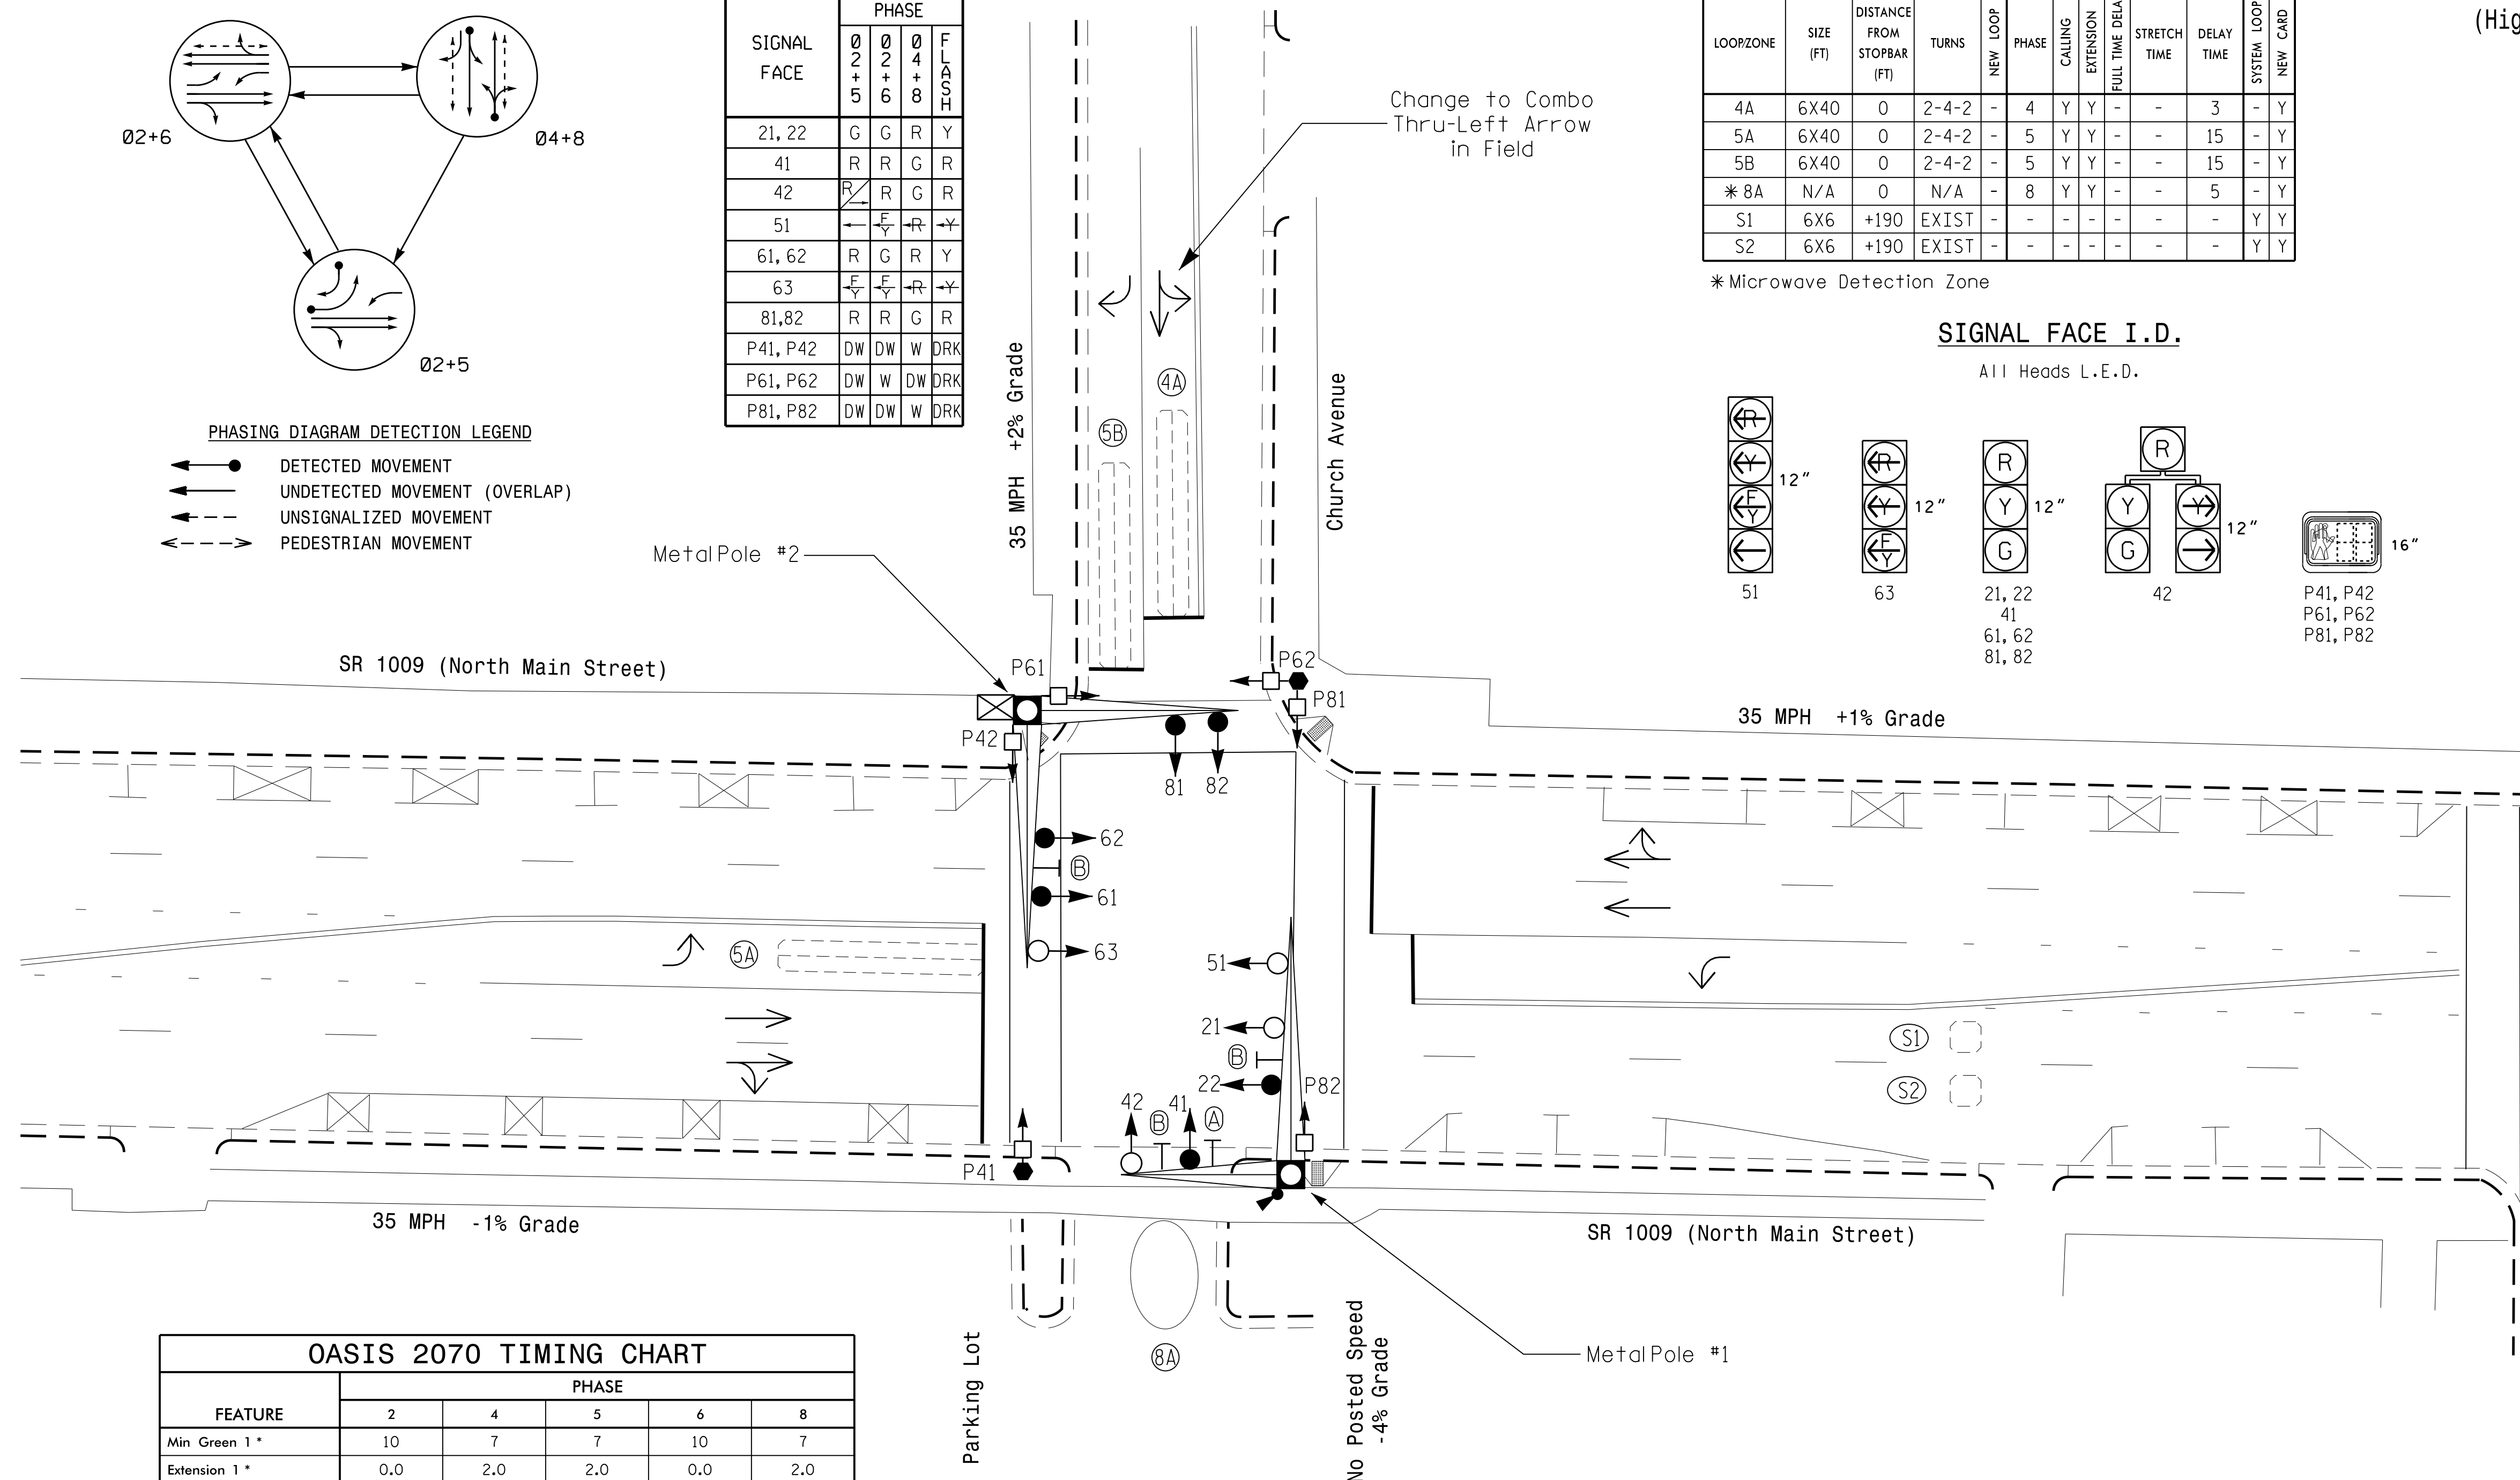 (Hig
Ø2+6
Ø4+8
Ø2+5
PHASING DIAGRAM DETECTION LEGEND
DETECTED MOVEMENT
UNDETECTED MOVEMENT (OVERLAP)
UNSIGNALIZED MOVEMENT
PEDESTRIAN MOVEMENT
SIGNAL FACE PHASE
Ø2+5 Ø2+6 Ø4+8 FLASH
21, 22 G G R Y
41 R R G R
42 R R G R
51 F Y R Y
61, 62 R G R Y
63 F Y F Y R Y
81,82 R R G R
P41, P42 DW DW W DRK
P61, P62 DW W DW DRK
P81, P82 DW DW W DRK
Change to Combo
Thru-Left Arrow
in Field
LOOP/ZONE SIZE (FT) DISTANCE FROM STOPBAR (FT) TURNS NEW LOOP PHASE CALLING EXTENSION FULL TIME DELA STRETCH TIME DELAY TIME SYSTEM LOOP NEW CARD
4A 6X40 0 2-4-2 - 4 Y Y - - 3 - Y
5A 6X40 0 2-4-2 - 5 Y Y - - 15 - Y
5B 6X40 0 2-4-2 - 5 Y Y - - 15 - Y
* 8A N/A 0 N/A - 8 Y Y - - 5 - Y
S1 6X6 +190 EXIST - - - - - - - Y Y
S2 6X6 +190 EXIST - - - - - - - Y Y
* Microwave Detection Zone
SIGNAL FACE I.D.
All Heads L.E.D.
R Y F Y 12"
51
R Y F Y 12"
63
R Y G 12"
21, 22
41
61, 62
81, 82
R Y Y G 12"
42
16"
P41, P42
P61, P62
P81, P82
35 MPH +2% Grade
Church Avenue
5B
4A
Metal Pole #2
SR 1009 (North Main Street)
P61
P62
P81
P42
35 MPH +1% Grade
81
82
62
B
61
63
5A
51
21
B
22
P82
42
B
41
A
P41
S1
S2
35 MPH -1% Grade
SR 1009 (North Main Street)
8A
Parking Lot
No Posted Speed
-4% Grade
Metal Pole #1
OASIS 2070 TIMING CHART
FEATURE PHASE
2 4 5 6 8
Min Green 1 * 10 7 7 10 7
Extension 1 * 0.0 2.0 2.0 0.0 2.0